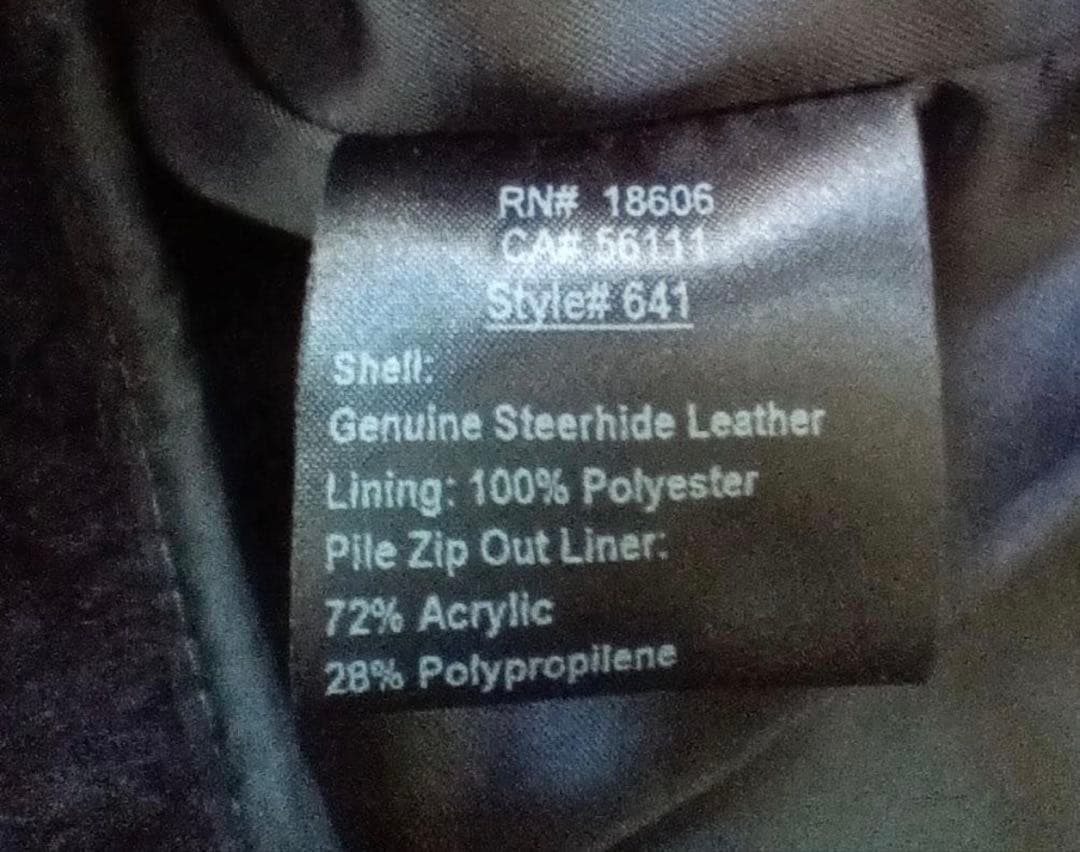 RN# 18606
CA# 56111
Style# 641
Shell:
Genuine Steerhide Leather
Lining: 100% Polyester
Pile Zip Out Liner:
72% Acrylic
28% Polypropilene